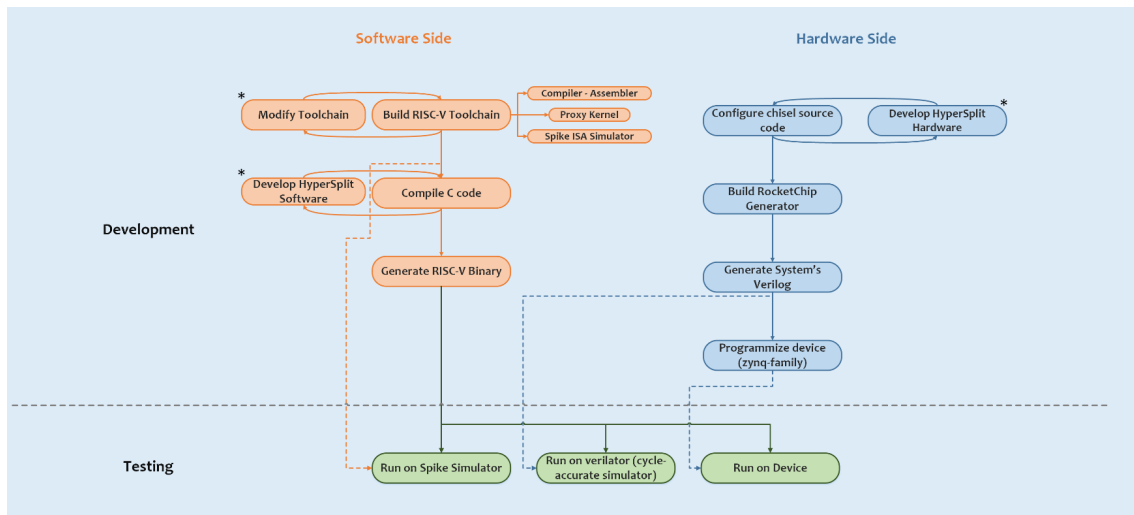 Software Side
Hardware Side
*
Modify Toolchain
Build RISC-V Toolchain
Compiler - Assembler
Proxy Kernel
Spike ISA Simulator
Configure chisel source
code
*
Develop HyperSplit
Hardware
*
Develop HyperSplit
Software
Compile C code
Build RocketChip
Generator
Development
Generate RISC-V Binary
Generate System's
Verilog
Programmize device
(zynq-family)
Testing
Run on Spike Simulator
Run on verilator (cycle-
accurate simulator)
Run on Device